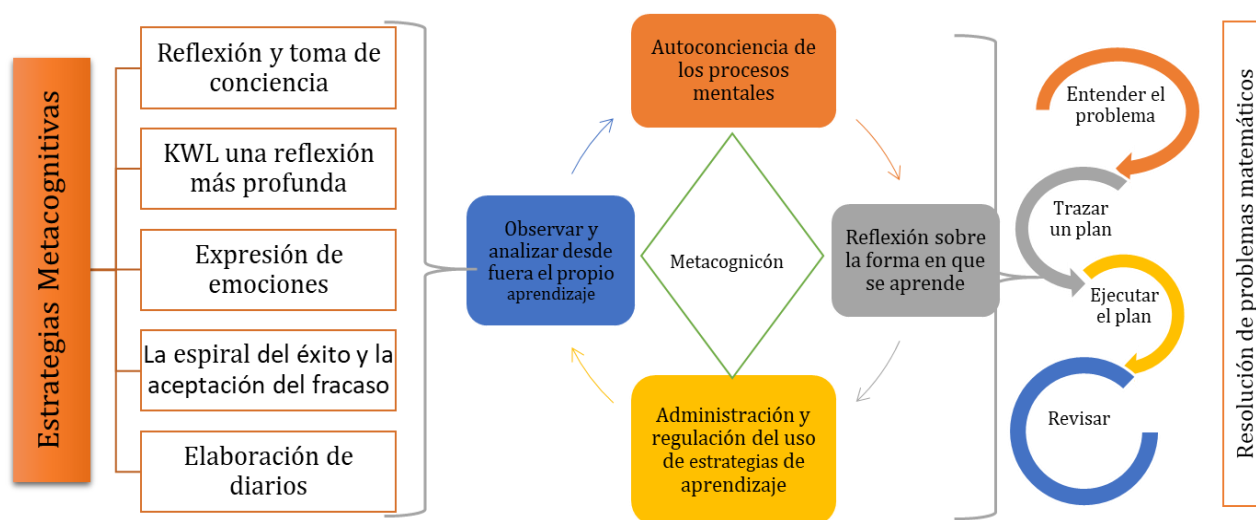 Estrategias Metacognitivas
Reflexión y toma de
conciencia
KWL una reflexión
más profunda
Expresión de
emociones
La espiral del éxito y la
aceptación del fracaso
Elaboración de
diarios
Autoconciencia de
los procesos
mentales
Observar y
analizar desde
fuera el propio
aprendizaje
Metacognicón
Reflexión sobre
la forma en que
se aprende
Administración y
regulación del uso
de estrategias de
aprendizaje
Entender el
problema
Trazar
un plan
Ejecutar
el plan
Revisar
Resolución de problemas matemáticos